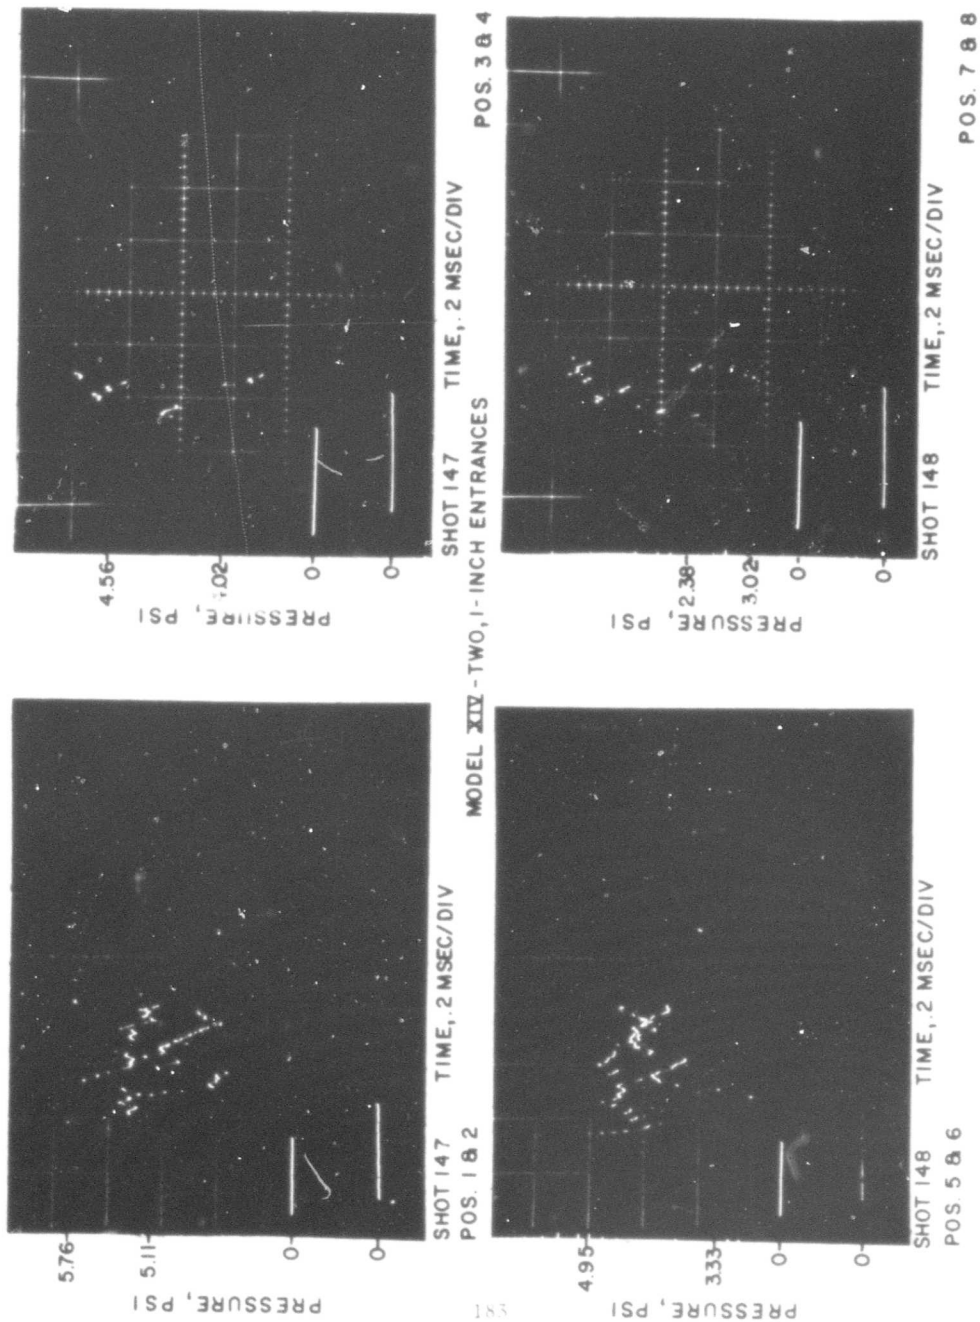 PRESSURE, PSI
5.76
5.11
0
0
SHOT 147 TIME, .2 MSEC/DIV
POS. 1 & 2
PRESSURE, PSI
4.56
0
0
SHOT 147 TIME, .2 MSEC/DIV
POS. 3 & 4
MODEL XIV - TWO, 1-INCH ENTRANCES
PRESSURE, PSI
4.95
3.33
0
0
SHOT 148 TIME, .2 MSEC/DIV
POS. 5 & 6
PRESSURE, PSI
2.38
3.02
0
0
SHOT 148 TIME, .2 MSEC/DIV
POS. 7 & 8
183